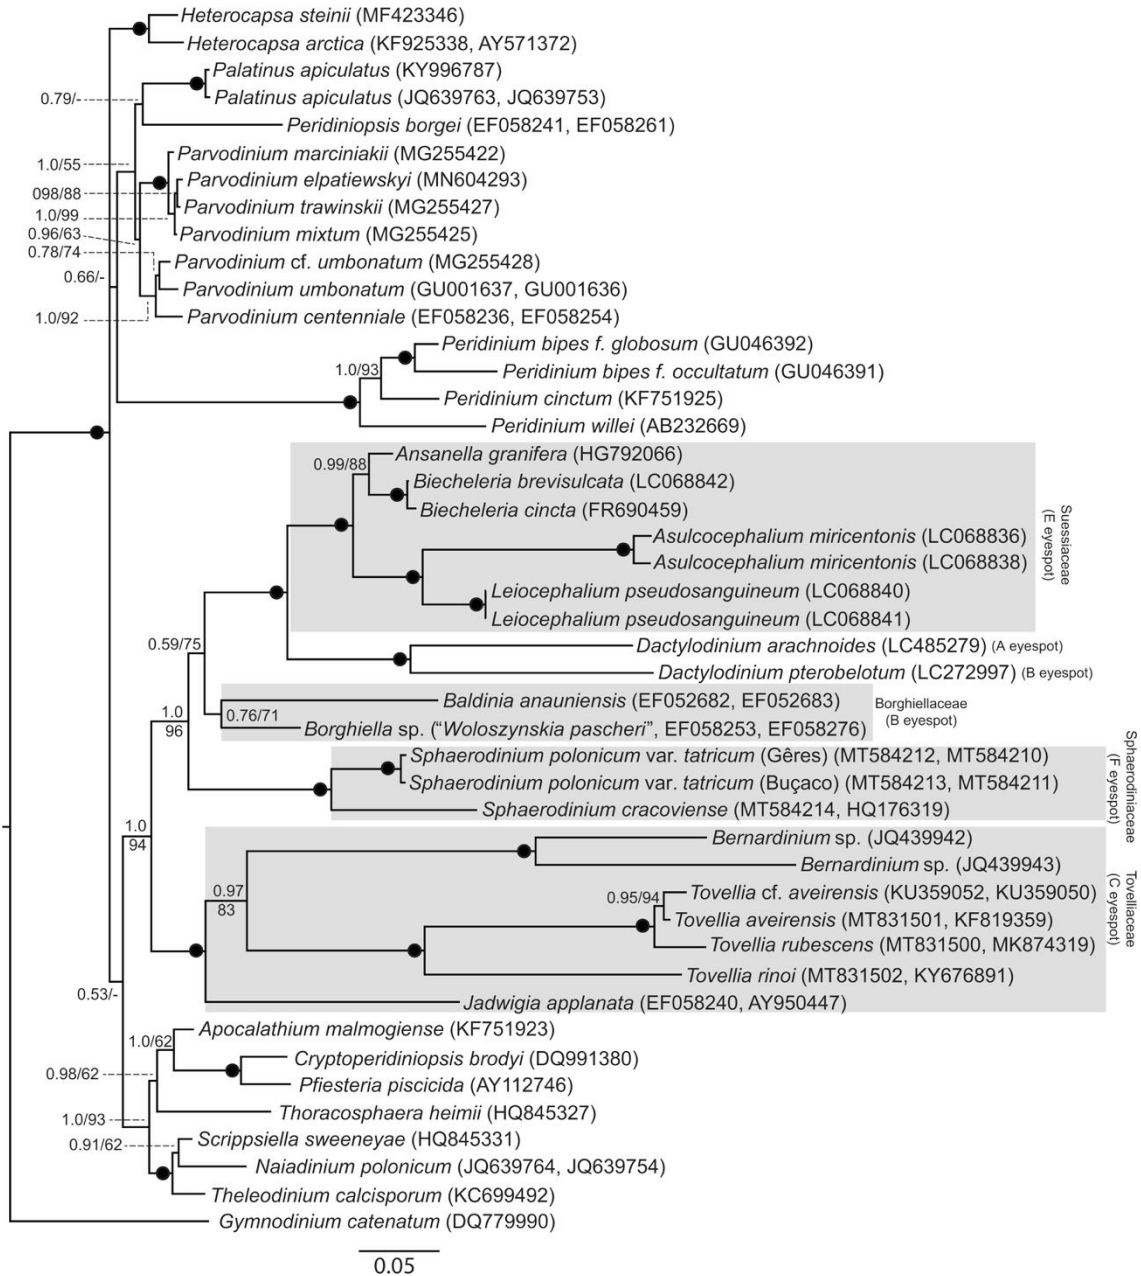 Heterocapsa steinii (MF423346)
Heterocapsa arctica (KF925338, AY571372)
Palatinus apiculatus (KY996787)
0.79/-
Palatinus apiculatus (JQ639763, JQ639753)
Peridiniopsis borgei (EF058241, EF058261)
Parvodinium marciniakii (MG255422)
1.0/55
Parvodinium elpatiewskyi (MN604293)
098/88
Parvodinium trawinskii (MG255427)
1.0/99
Parvodinium mixtum (MG255425)
0.96/63
0.78/74
Parvodinium cf. umbonatum (MG255428)
0.66/-
Parvodinium umbonatum (GU001637, GU001636)
Parvodinium centenniale (EF058236, EF058254)
1.0/92
Peridinium bipes f. globosum (GU046392)
1.0/93
Peridinium bipes f. occultatum (GU046391)
Peridinium cinctum (KF751925)
Peridinium willei (AB232669)
Ansanella granifera (HG792066)
0.99/88
Biecheleria brevisulcata (LC068842)
Biecheleria cincta (FR690459)
Asulcocephalium miricentonis (LC068836)
Asulcocephalium miricentonis (LC068838)
Leiocephalium pseudosanguineum (LC068840)
Leiocephalium pseudosanguineum (LC068841)
Suessiaceae
(E eyespot)
0.59/75
Dactylodinium arachnoides (LC485279) (A eyespot)
Dactylodinium pterobelotum (LC272997) (B eyespot)
Baldinia anauniensis (EF052682, EF052683)
Borghiellaceae
(B eyespot)
1.0
96
0.76/71
Borghiella sp. ("Woloszynskia pascheri", EF058253, EF058276)
Sphaerodinium polonicum var. tatricum (Gêres) (MT584212, MT584210)
Sphaerodinium polonicum var. tatricum (Buçaco) (MT584213, MT584211)
Sphaerodinium cracoviense (MT584214, HQ176319)
Sphaerodiniaceae
(F eyespot)
1.0
94
Bernardinium sp. (JQ439942)
Bernardinium sp. (JQ439943)
0.97
83
0.95/94
Tovellia cf. aveirensis (KU359052, KU359050)
Tovellia aveirensis (MT831501, KF819359)
Tovellia rubescens (MT831500, MK874319)
Tovellia rinoi (MT831502, KY676891)
Jadwigia applanata (EF058240, AY950447)
Tovelliaceae
(C eyespot)
0.53/-
Apocalathium malmogiense (KF751923)
1.0/62
Cryptoperidiniopsis brodyi (DQ991380)
0.98/62
Pfiesteria piscicida (AY112746)
Thoracosphaera heimii (HQ845327)
1.0/93
Scrippsiella sweeneyae (HQ845331)
0.91/62
Naiadinium polonicum (JQ639764, JQ639754)
Theleodinium calcisporum (KC699492)
Gymnodinium catenatum (DQ779990)
0.05